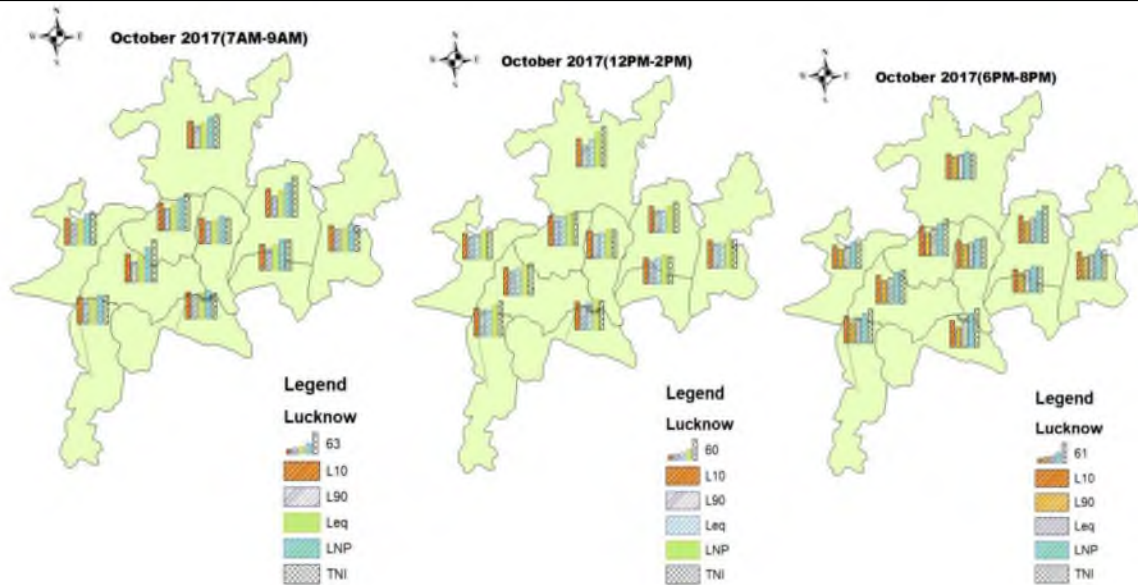 N
W E
S
October 2017(7AM-9AM)
Legend
Lucknow
63
L10
L90
Leq
LNP
TNI
N
W E
S
October 2017(12PM-2PM)
Legend
Lucknow
60
L10
L90
Leq
LNP
TNI
N
W E
S
October 2017(6PM-8PM)
Legend
Lucknow
61
L10
L90
Leq
LNP
TNI